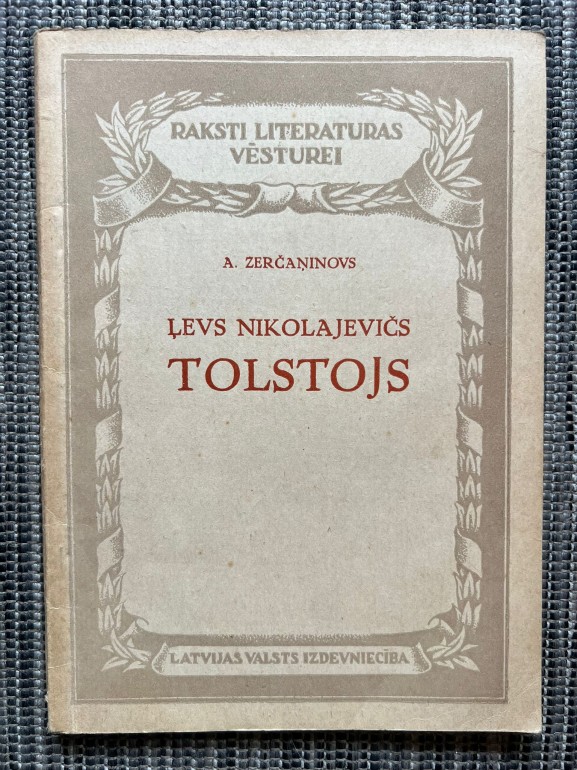 RAKSTI LITERATURAS
VĒSTUREI
A. ZERČAŅINOVS
ĻEVS NIKOLAJEVIČS
TOLSTOJS
LATVIJAS VALSTS IZDEVNIECĪBA